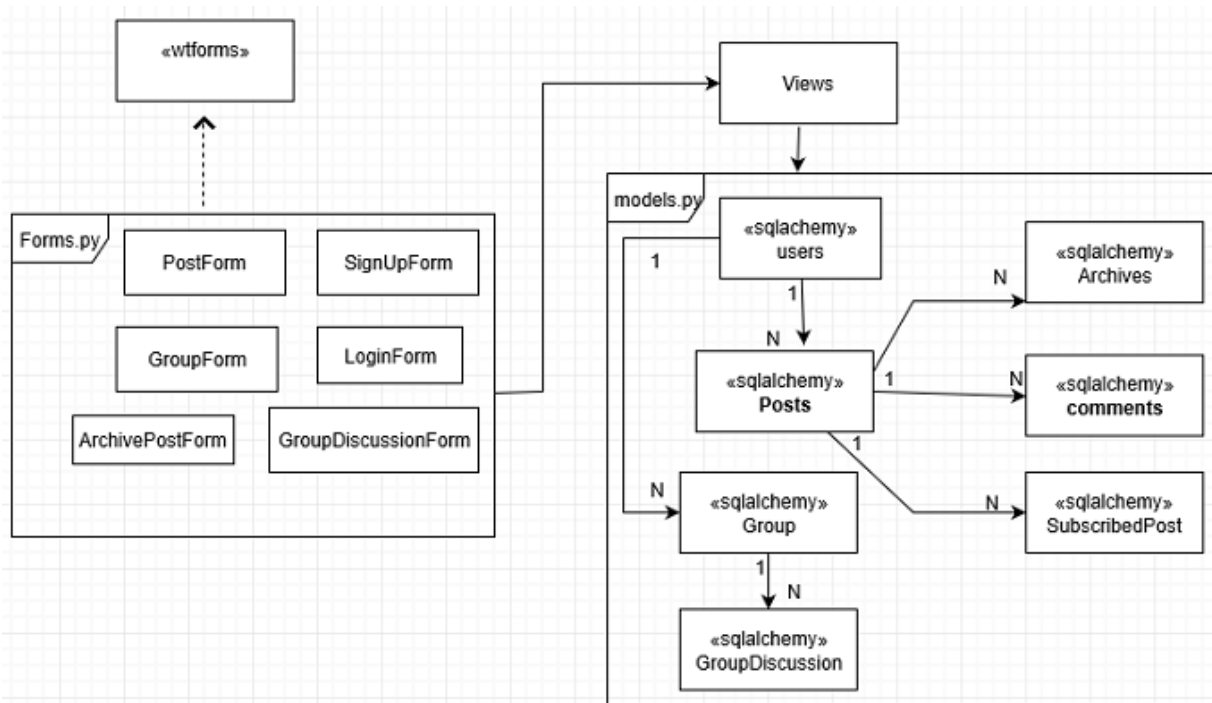 «wtforms»
Views
Forms.py
PostForm
SignUpForm
GroupForm
LoginForm
ArchivePostForm
GroupDiscussionForm
models.py
«sqlachemy»
users
1
1
N
«sqlalchemy»
Posts
N
«sqlalchemy»
Archives
1
N
«sqlalchemy»
comments
1
N
«sqlalchemy»
SubscribedPost
N
«sqlalchemy»
Group
1
N
«sqlalchemy»
GroupDiscussion